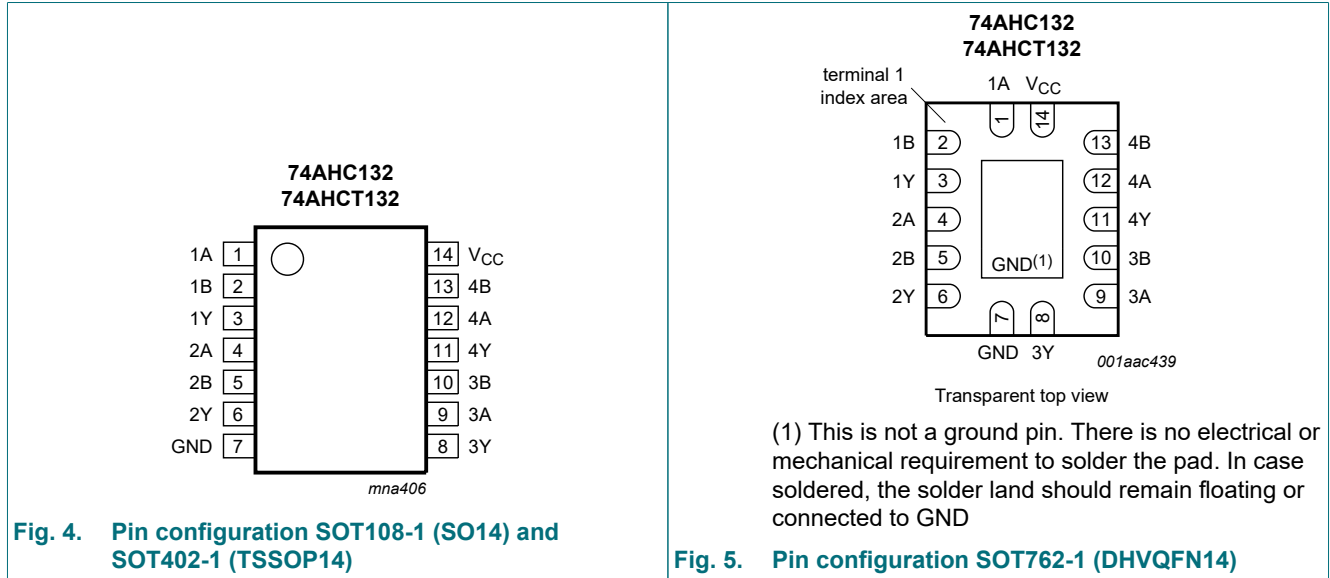 74AHC132
74AHCT132
1A 1 14 VCC
1B 2 13 4B
1Y 3 12 4A
2A 4 11 4Y
2B 5 10 3B
2Y 6 9 3A
GND 7 8 3Y
mna406
Fig. 4. Pin configuration SOT108-1 (SO14) and
SOT402-1 (TSSOP14)
74AHC132
74AHCT132
terminal 1
index area
1A VCC
1 14
1B 2 13 4B
1Y 3 12 4A
2A 4 11 4Y
2B 5 10 3B
GND(1)
2Y 6 9 3A
7 8
GND 3Y
001aac439
Transparent top view
(1) This is not a ground pin. There is no electrical or
mechanical requirement to solder the pad. In case
soldered, the solder land should remain floating or
connected to GND
Fig. 5. Pin configuration SOT762-1 (DHVQFN14)